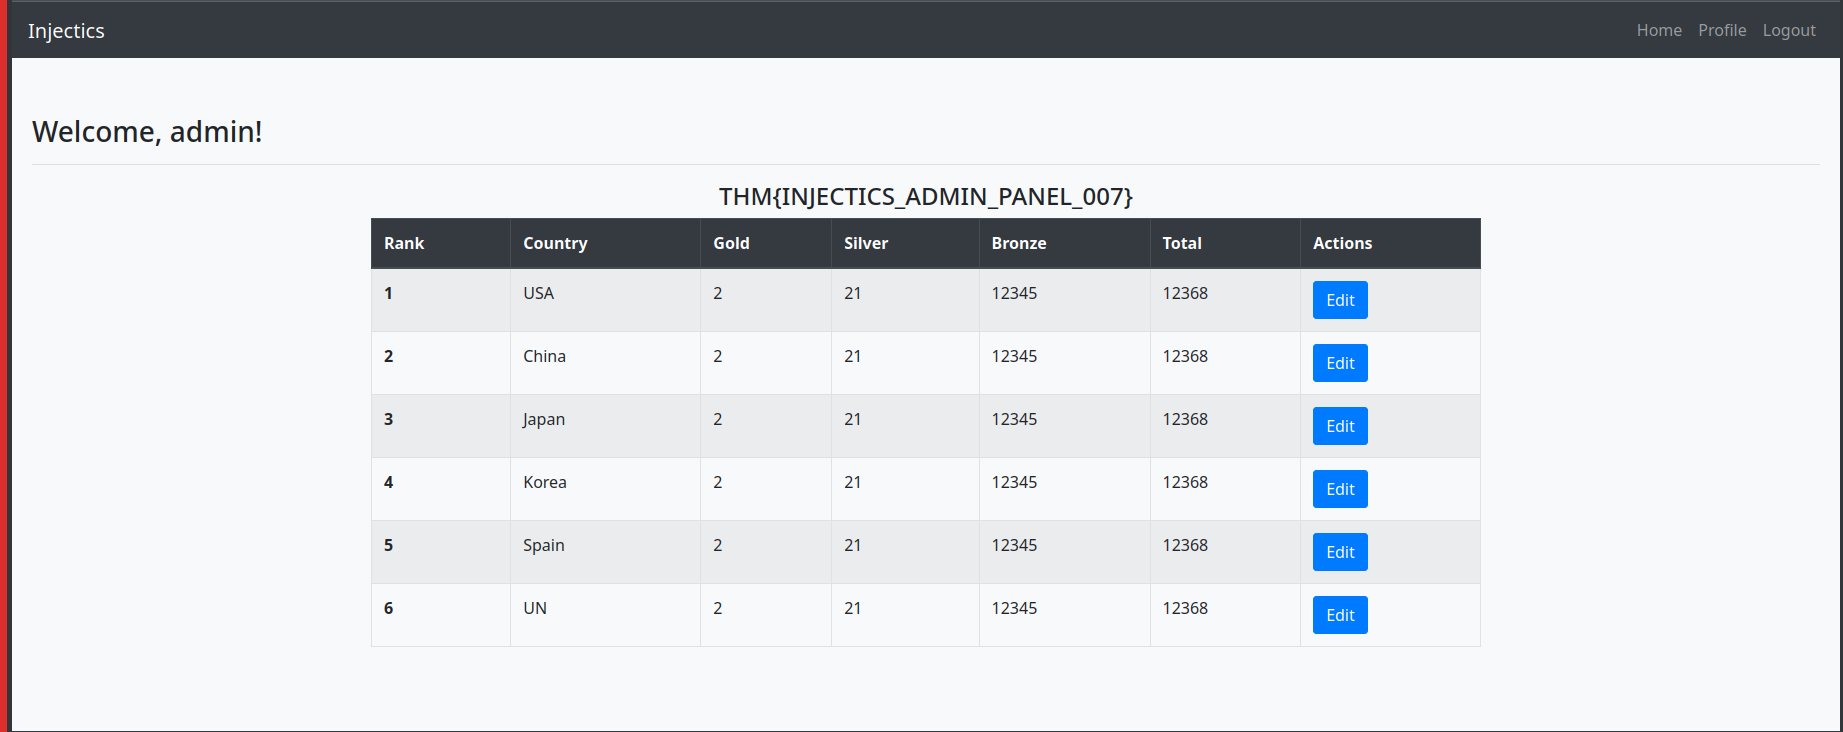 Injectics Home Profile Logout
Welcome, admin!
THM{INJECTICS_ADMIN_PANEL_007}
Rank Country Gold Silver Bronze Total Actions
1 USA 2 21 12345 12368 Edit
2 China 2 21 12345 12368 Edit
3 Japan 2 21 12345 12368 Edit
4 Korea 2 21 12345 12368 Edit
5 Spain 2 21 12345 12368 Edit
6 UN 2 21 12345 12368 Edit